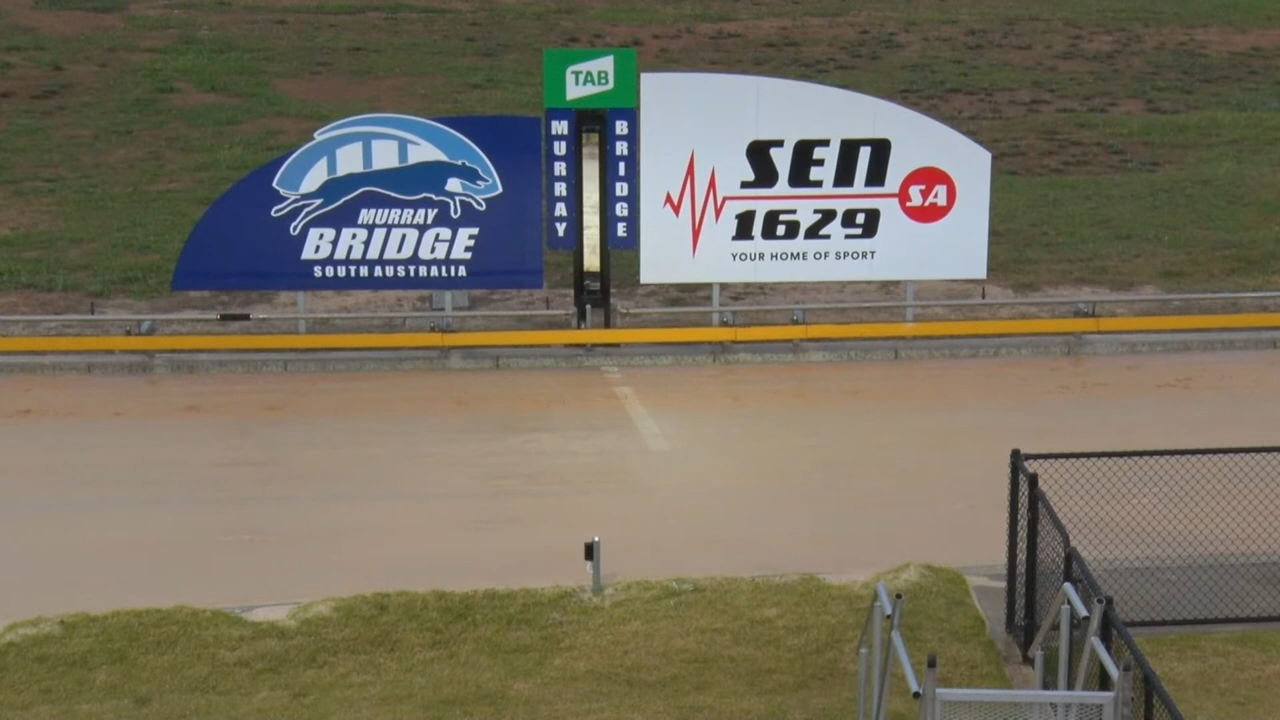 TAB
MURRAY
BRIDGE
MURRAY
BRIDGE
SOUTH AUSTRALIA
SEN
SA
1629
YOUR HOME OF SPORT